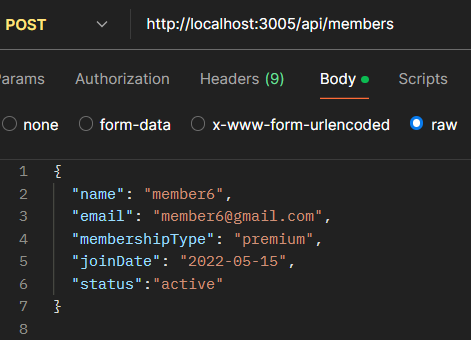 POST http://localhost:3005/api/members
Params Authorization Headers (9) Body Scripts
none form-data x-www-form-urlencoded raw
1 {
2 "name": "member6",
3 "email": "member6@gmail.com",
4 "membershipType": "premium",
5 "joinDate": "2022-05-15",
6 "status":"active"
7 }
8